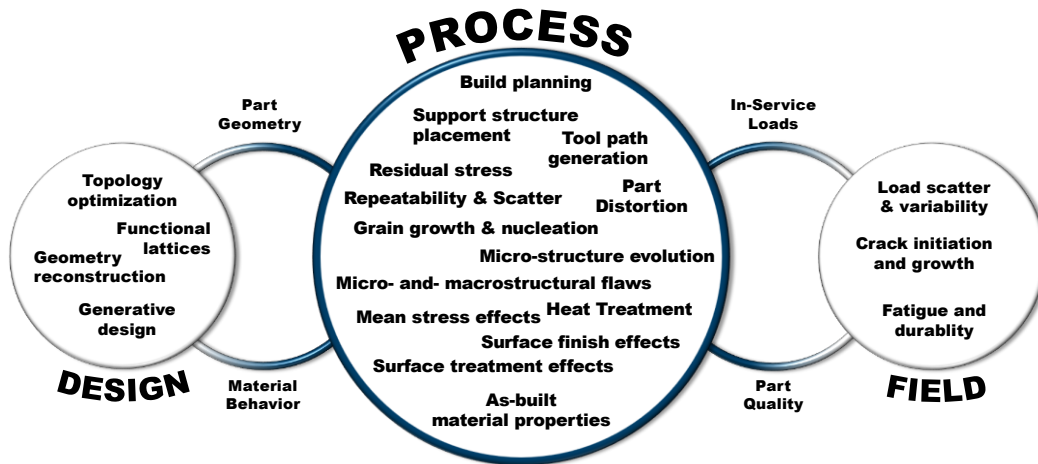 PROCESS
Build planning
Support structure
placement
Tool path
generation
Residual stress
Part
Distortion
Repeatability & Scatter
Grain growth & nucleation
Micro-structure evolution
Micro- and- macrostructural flaws
Mean stress effects
Heat Treatment
Surface finish effects
Surface treatment effects
As-built
material properties
Part
Geometry
Material
Behavior
Topology
optimization
Functional
lattices
Geometry
reconstruction
Generative
design
DESIGN
In-Service
Loads
Part
Quality
Load scatter
& variability
Crack initiation
and growth
Fatigue and
durablity
FIELD